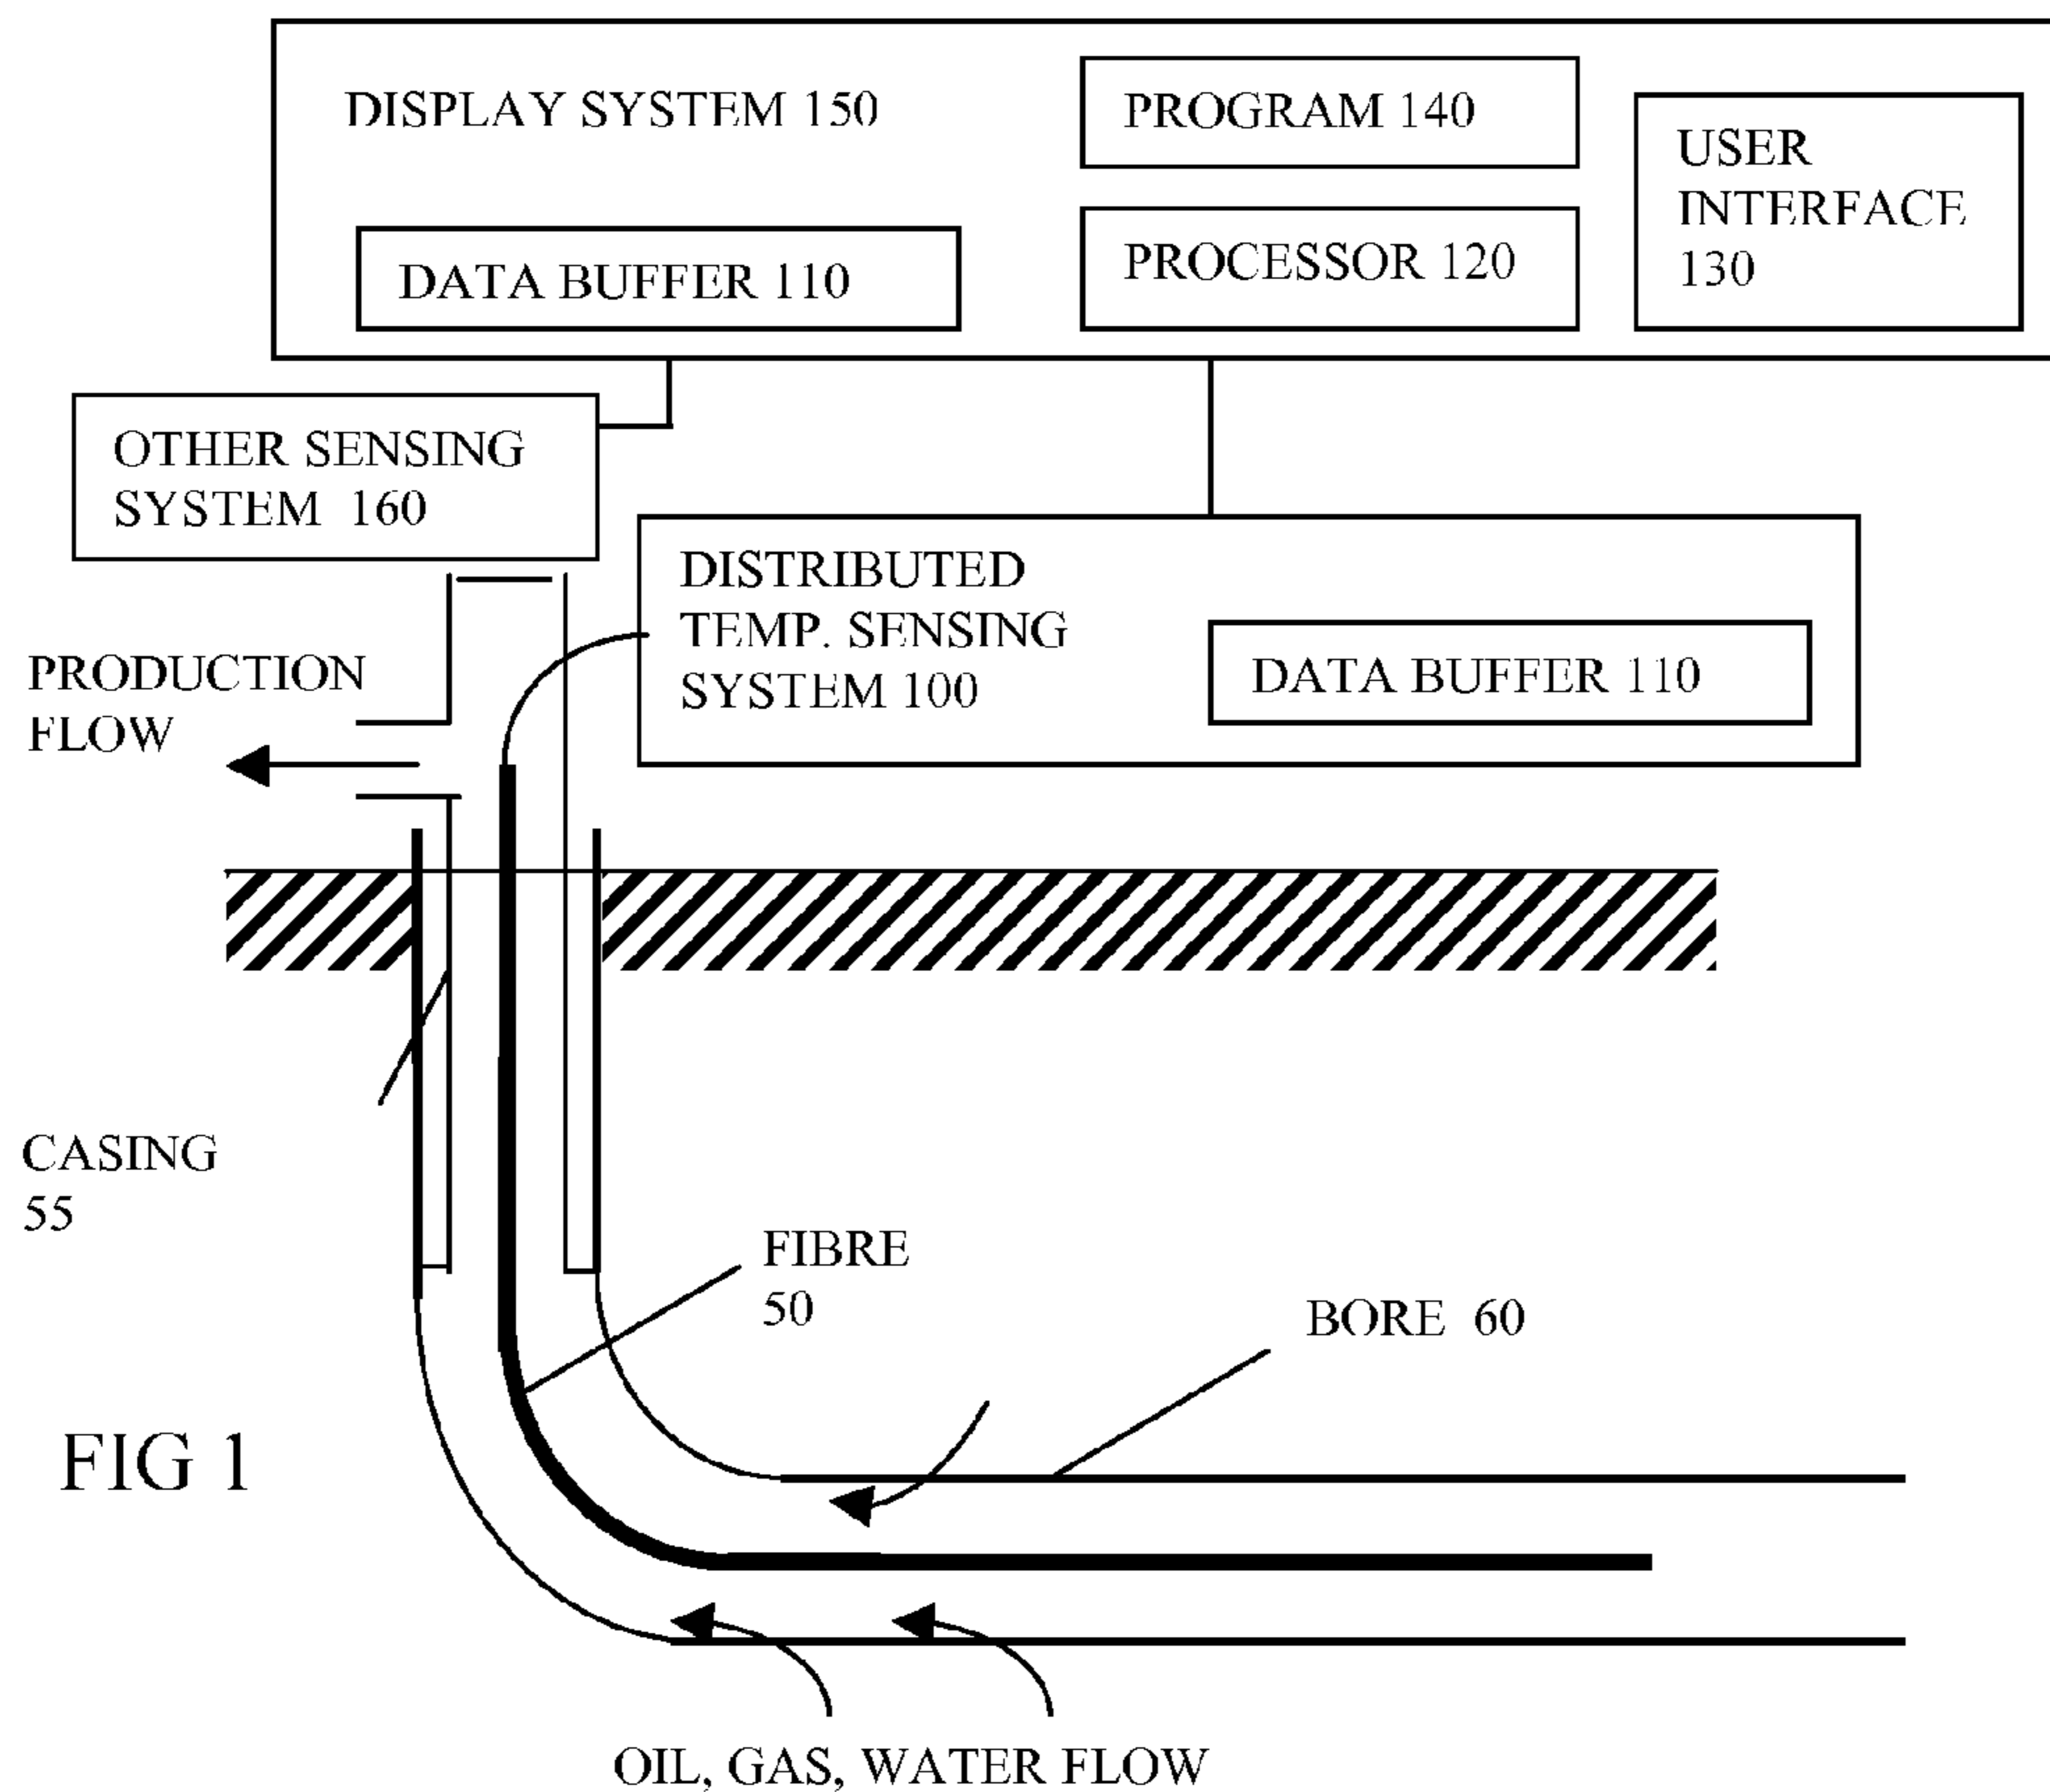 DISPLAY SYSTEM 150
PROGRAM 140
USER
INTERFACE
130
DATA BUFFER 110
PROCESSOR 120
OTHER SENSING
SYSTEM 160
DISTRIBUTED
TEMP. SENSING
SYSTEM 100
DATA BUFFER 110
PRODUCTION
FLOW
CASING
55
FIBRE
50
BORE 60
FIG 1
OIL, GAS, WATER FLOW